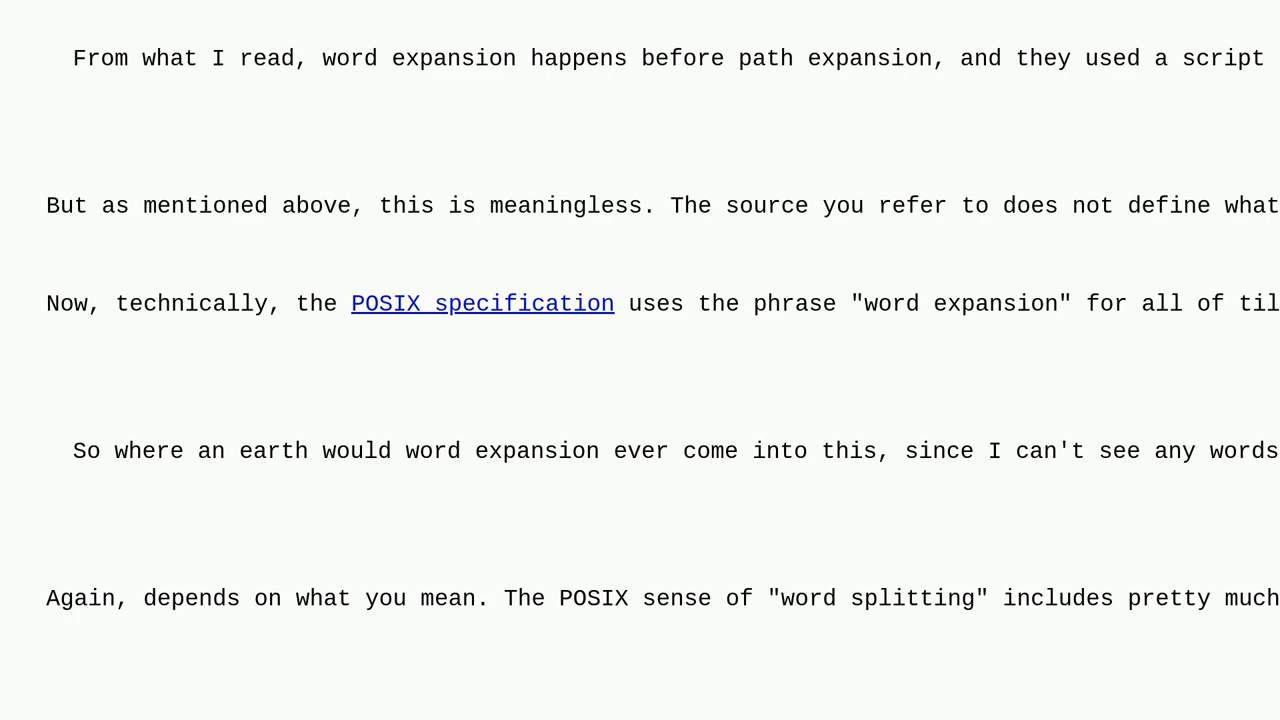 From what I read, word expansion happens before path expansion, and they used a script
But as mentioned above, this is meaningless. The source you refer to does not define what
Now, technically, the POSIX specification uses the phrase "word expansion" for all of til
So where an earth would word expansion ever come into this, since I can't see any words
Again, depends on what you mean. The POSIX sense of "word splitting" includes pretty much